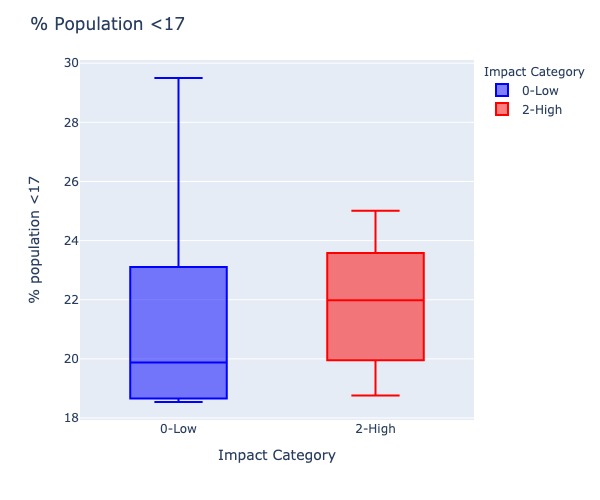 % Population <17
30
28
26
24
22
20
18
% population <17
0-Low
2-High
Impact Category
Impact Category
0-Low
2-High